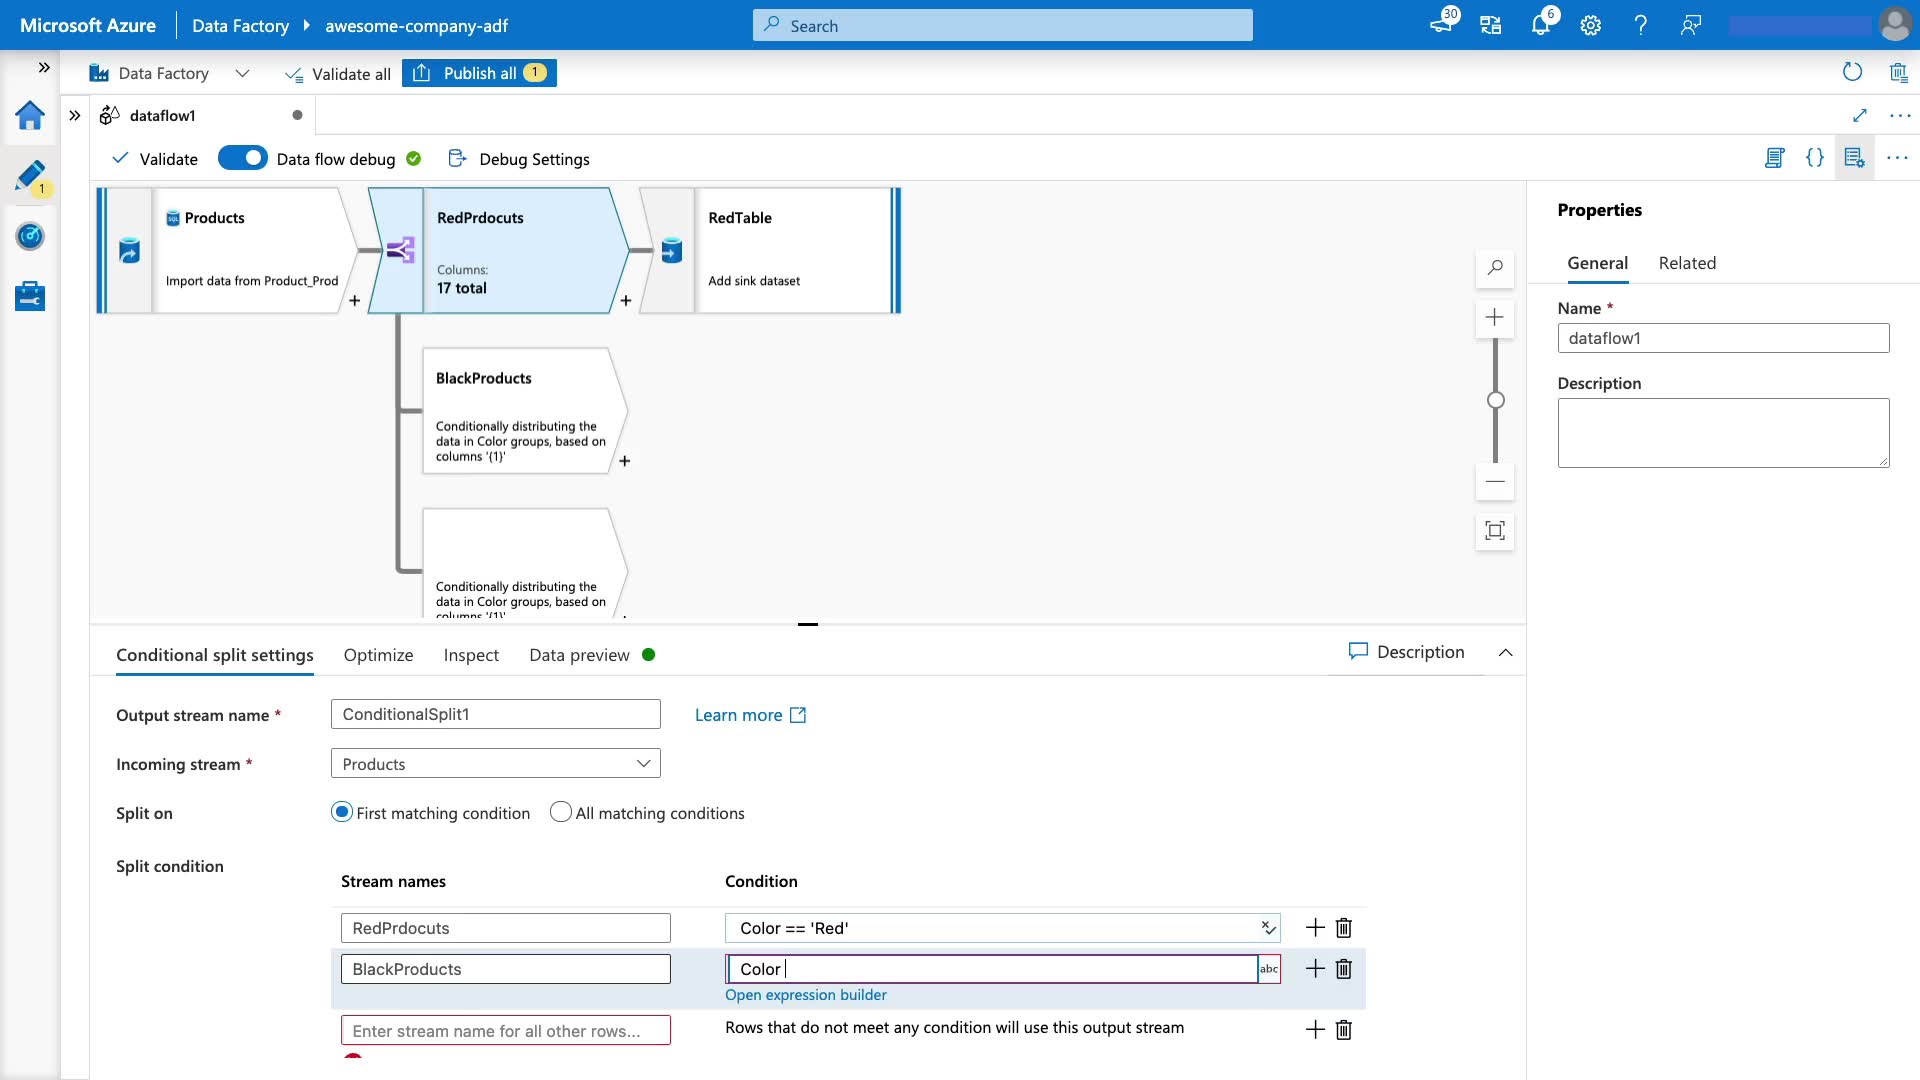 Microsoft Azure
Data Factory
awesome-company-adf
Search
30
6
Data Factory
Validate all
Publish all
1
dataflow1
1
Validate
Data flow debug
Debug Settings
Products
Import data from Product_Prod
RedPrdocuts
Columns:
17 total
RedTable
Add sink dataset
BlackProducts
Conditionally distributing the
data in Color groups, based on
columns '{1}'
Conditionally distributing the
data in Color groups, based on
columns '{1}'
Properties
General
Related
Name *
dataflow1
Description
Conditional split settings
Optimize
Inspect
Data preview
Description
Output stream name *
ConditionalSplit1
Learn more
Incoming stream *
Products
Split on
First matching condition
All matching conditions
Split condition
Stream names
Condition
RedPrdocuts
Color == 'Red'
BlackProducts
Color
abc
Open expression builder
Enter stream name for all other rows...
Rows that do not meet any condition will use this output stream